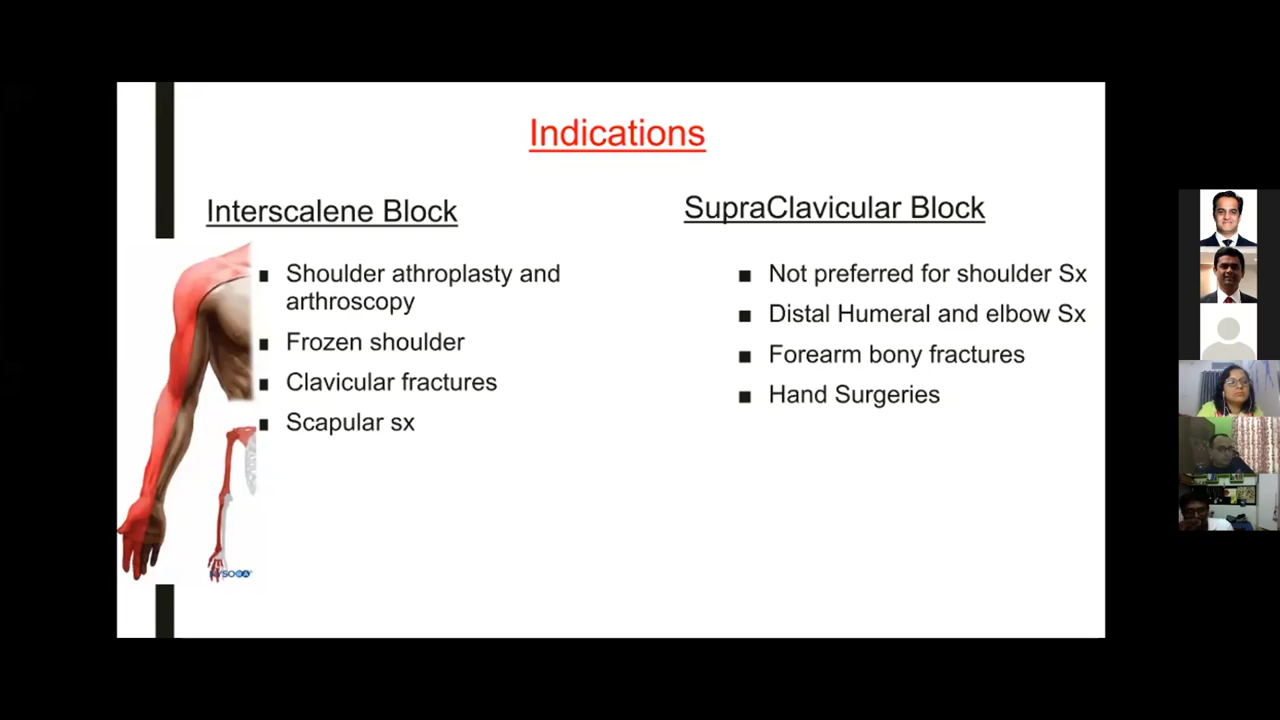 Indications
Interscalene Block
Shoulder athroplasty and
arthroscopy
Frozen shoulder
Clavicular fractures
Scapular sx
SupraClavicular Block
Not preferred for shoulder Sx
Distal Humeral and elbow Sx
Forearm bony fractures
Hand Surgeries
NYSORA